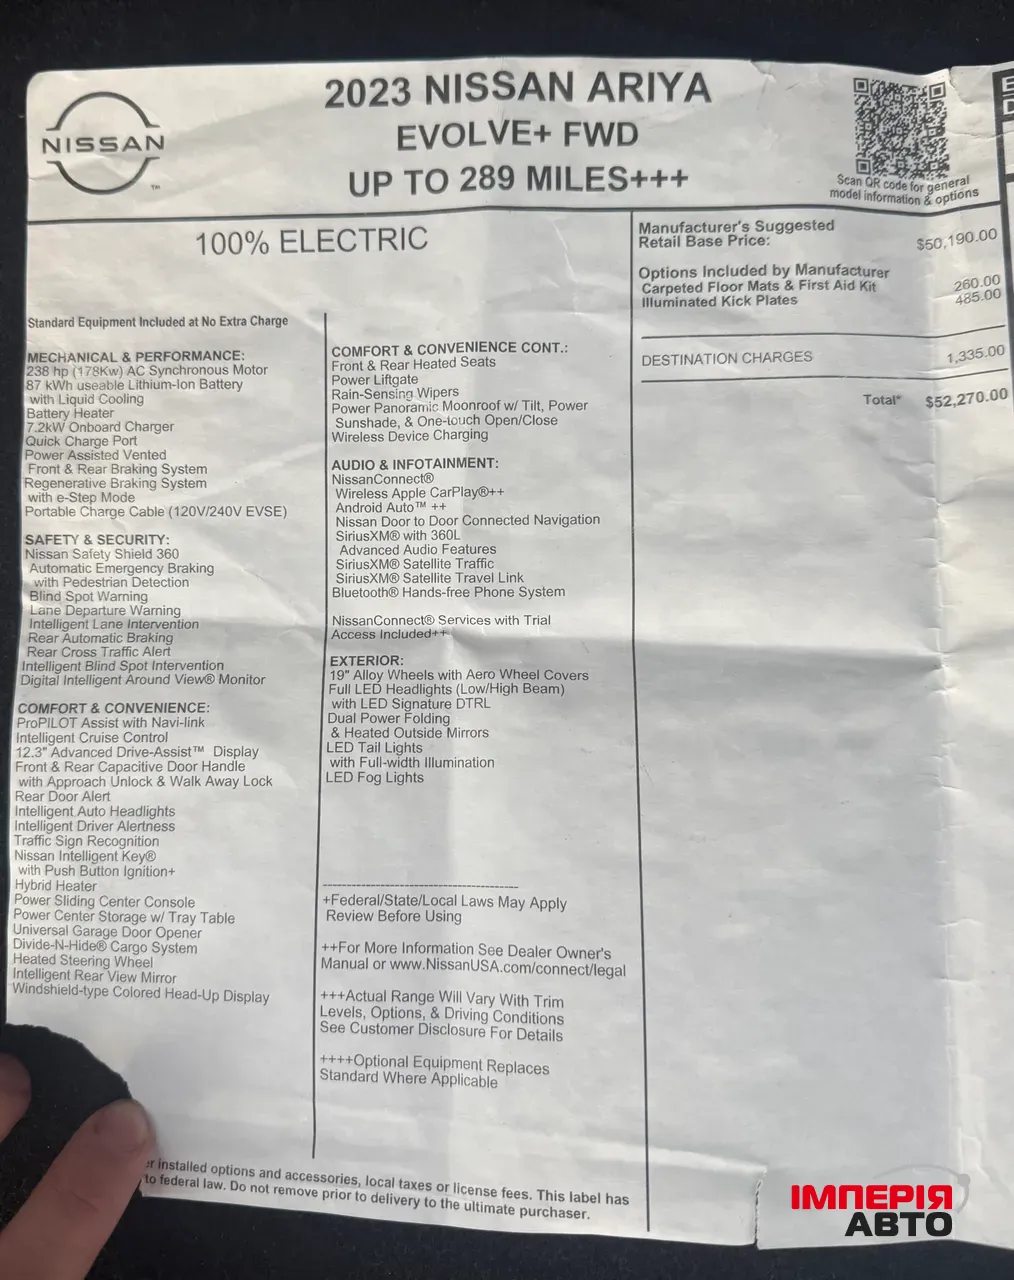 NISSAN
2023 NISSAN ARIYA
EVOLVE+ FWD
UP TO 289 MILES+++
Scan QR code for general
model information & options
100% ELECTRIC
Standard Equipment Included at No Extra Charge
MECHANICAL & PERFORMANCE:
238 hp (178Kw) AC Synchronous Motor
87 kWh useable Lithium-Ion Battery
with Liquid Cooling
Battery Heater
7.2kW Onboard Charger
Quick Charge Port
Power Assisted Vented
Front & Rear Braking System
Regenerative Braking System
with e-Step Mode
Portable Charge Cable (120V/240V EVSE)
SAFETY & SECURITY:
Nissan Safety Shield 360
Automatic Emergency Braking
with Pedestrian Detection
Blind Spot Warning
Lane Departure Warning
Intelligent Lane Intervention
Rear Automatic Braking
Rear Cross Traffic Alert
Intelligent Blind Spot Intervention
Digital Intelligent Around View® Monitor
COMFORT & CONVENIENCE:
ProPILOT Assist with Navi-link
Intelligent Cruise Control
12.3" Advanced Drive-Assist™ Display
Front & Rear Capacitive Door Handle
with Approach Unlock & Walk Away Lock
Rear Door Alert
Intelligent Auto Headlights
Intelligent Driver Alertness
Traffic Sign Recognition
Nissan Intelligent Key®
with Push Button Ignition+
Hybrid Heater
Power Sliding Center Console
Power Center Storage w/ Tray Table
Universal Garage Door Opener
Divide-N-Hide® Cargo System
Heated Steering Wheel
Intelligent Rear View Mirror
Windshield-type Colored Head-Up Display
COMFORT & CONVENIENCE CONT.:
Front & Rear Heated Seats
Power Liftgate
Rain-Sensing Wipers
Power Panoramic Moonroof w/ Tilt, Power
Sunshade, & One-touch Open/Close
Wireless Device Charging
AUDIO & INFOTAINMENT:
NissanConnect®
Wireless Apple CarPlay®++
Android Auto™ ++
Nissan Door to Door Connected Navigation
SiriusXM® with 360L
Advanced Audio Features
SiriusXM® Satellite Traffic
SiriusXM® Satellite Travel Link
Bluetooth® Hands-free Phone System
NissanConnect® Services with Trial
Access Included++
EXTERIOR:
19" Alloy Wheels with Aero Wheel Covers
Full LED Headlights (Low/High Beam)
with LED Signature DTRL
Dual Power Folding
& Heated Outside Mirrors
LED Tail Lights
with Full-width Illumination
LED Fog Lights
+Federal/State/Local Laws May Apply
Review Before Using
++For More Information See Dealer Owner's
Manual or www.NissanUSA.com/connect/legal
+++Actual Range Will Vary With Trim
Levels, Options, & Driving Conditions
See Customer Disclosure For Details
++++Optional Equipment Replaces
Standard Where Applicable
Manufacturer's Suggested
Retail Base Price: $50,190.00
Options Included by Manufacturer
Carpeted Floor Mats & First Aid Kit 260.00
Illuminated Kick Plates 485.00
DESTINATION CHARGES 1,335.00
Total* $52,270.00
installed options and accessories, local taxes or license fees. This label has
to federal law. Do not remove prior to delivery to the ultimate purchaser.
ІМПЕРІЯ
АВТО